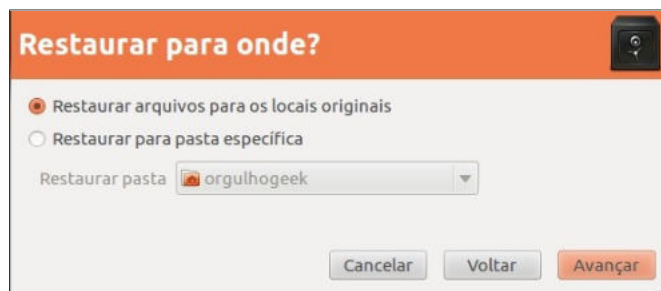 Restaurar para onde?
Restaurar arquivos para os locais originais
Restaurar para pasta específica
Restaurar pasta orgulhogeek
Cancelar Voltar Avançar